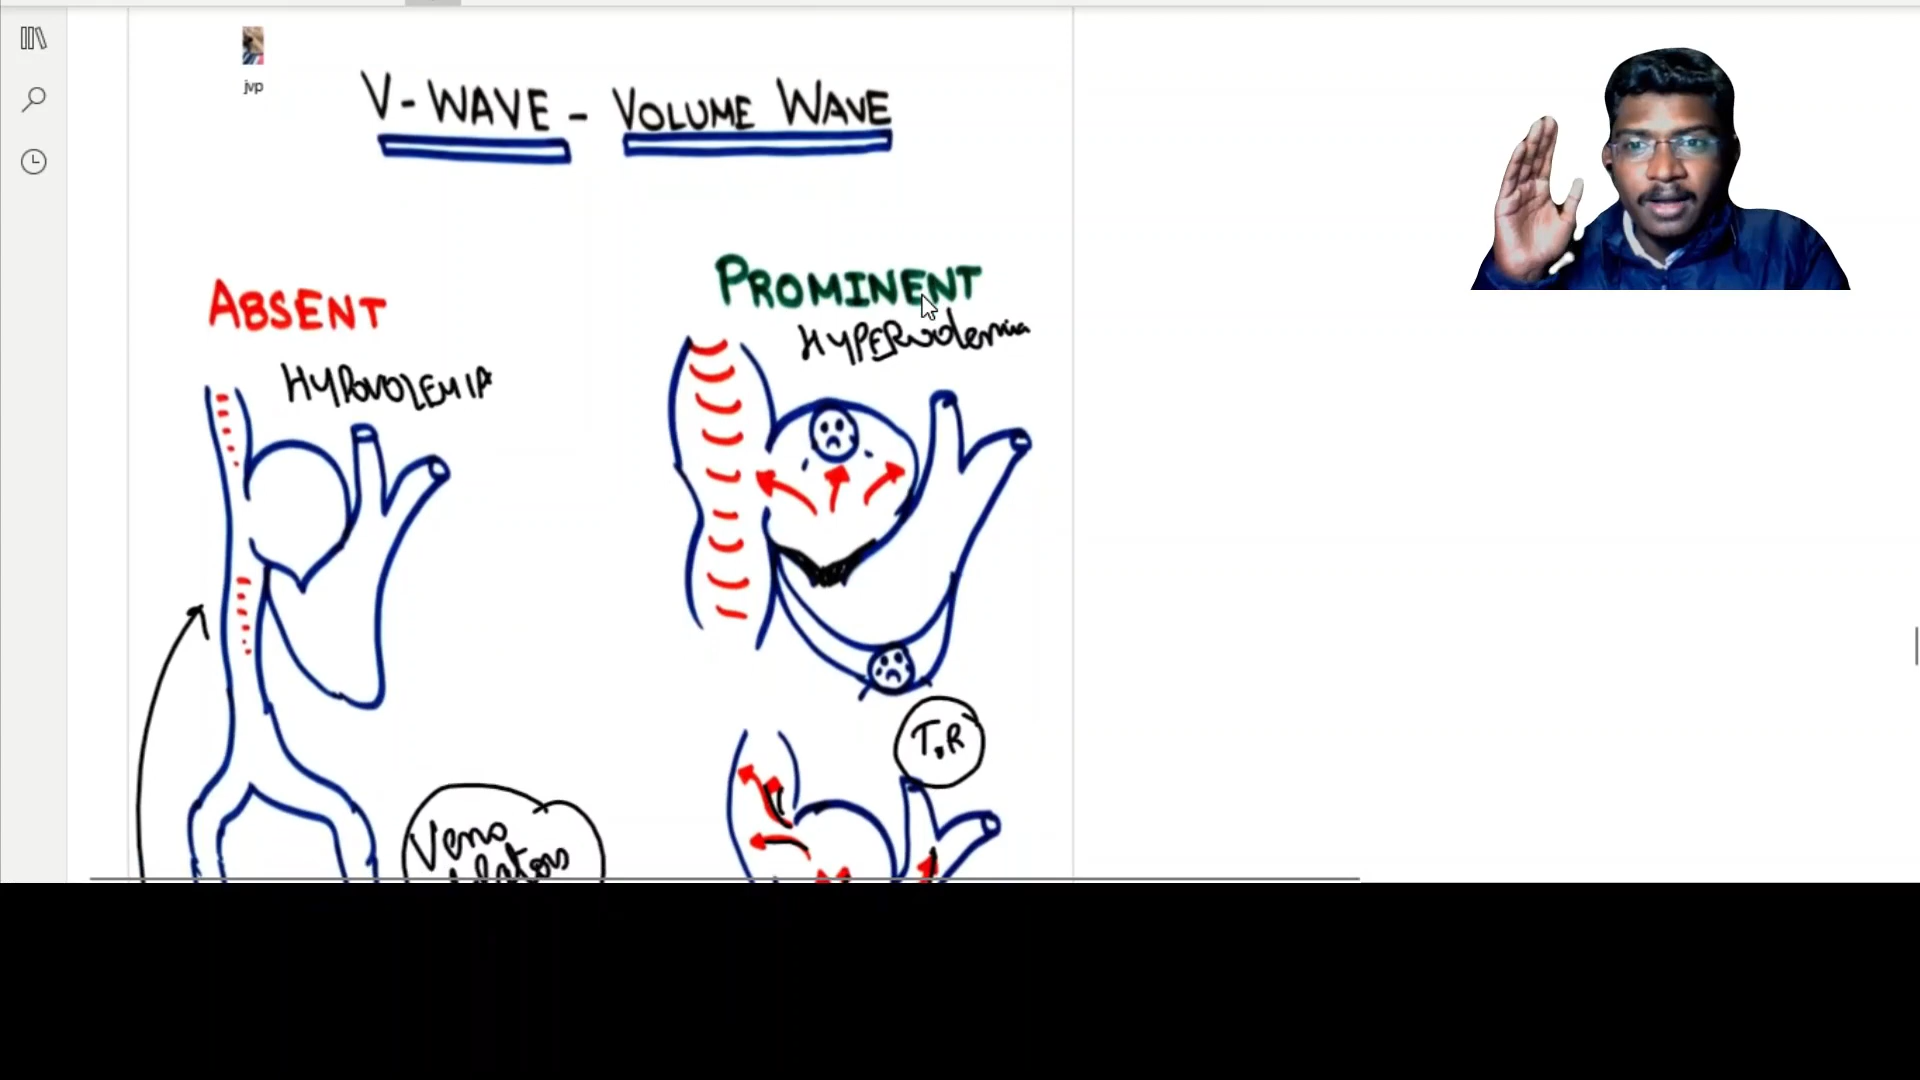 jvp
V-WAVE - VOLUME WAVE
ABSENT
HYPOVOLEMIA
PROMINENT
HYPERvolemia
T.R
Veno